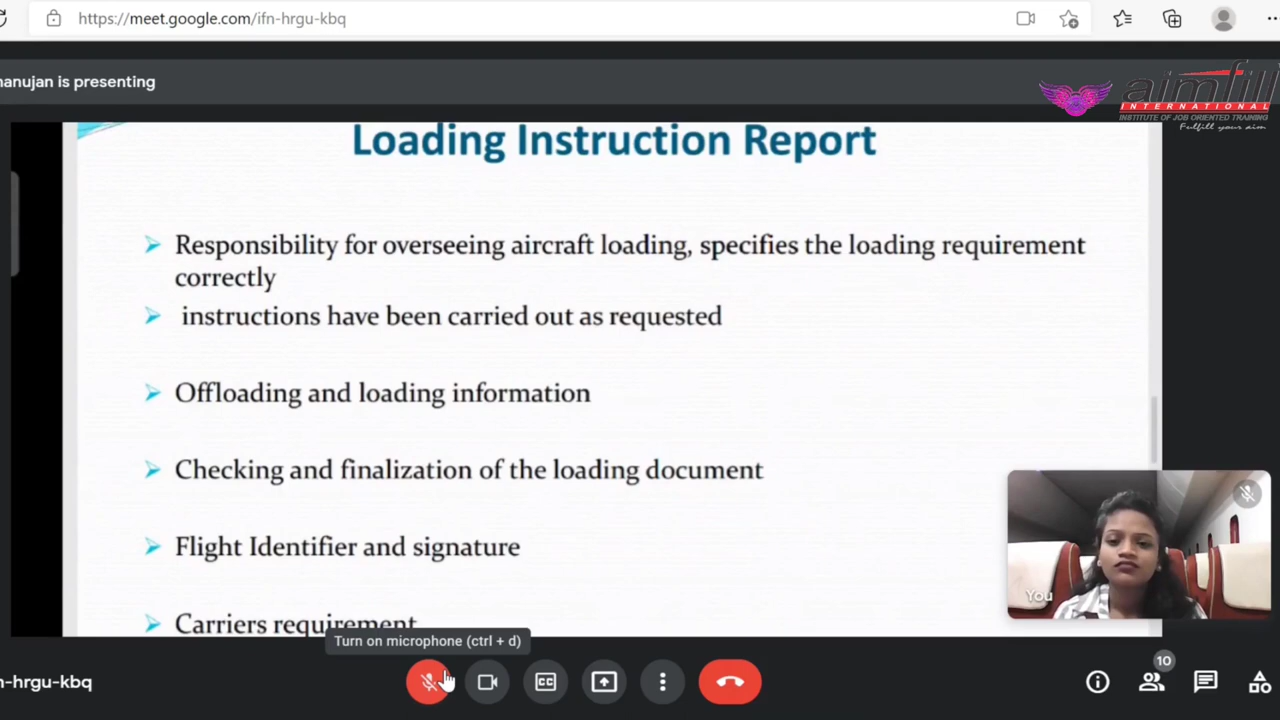 https://meet.google.com/ifn-hrgu-kbq
hanujan is presenting
aimfill
INTERNATIONAL
INSTITUTE OF JOB ORIENTED TRAINING
Fulfill your aim
Loading Instruction Report
Responsibility for overseeing aircraft loading, specifies the loading requirement
correctly
instructions have been carried out as requested
Offloading and loading information
Checking and finalization of the loading document
Flight Identifier and signature
Carriers requirement
You
Turn on microphone (ctrl + d)
n-hrgu-kbq
CC
10